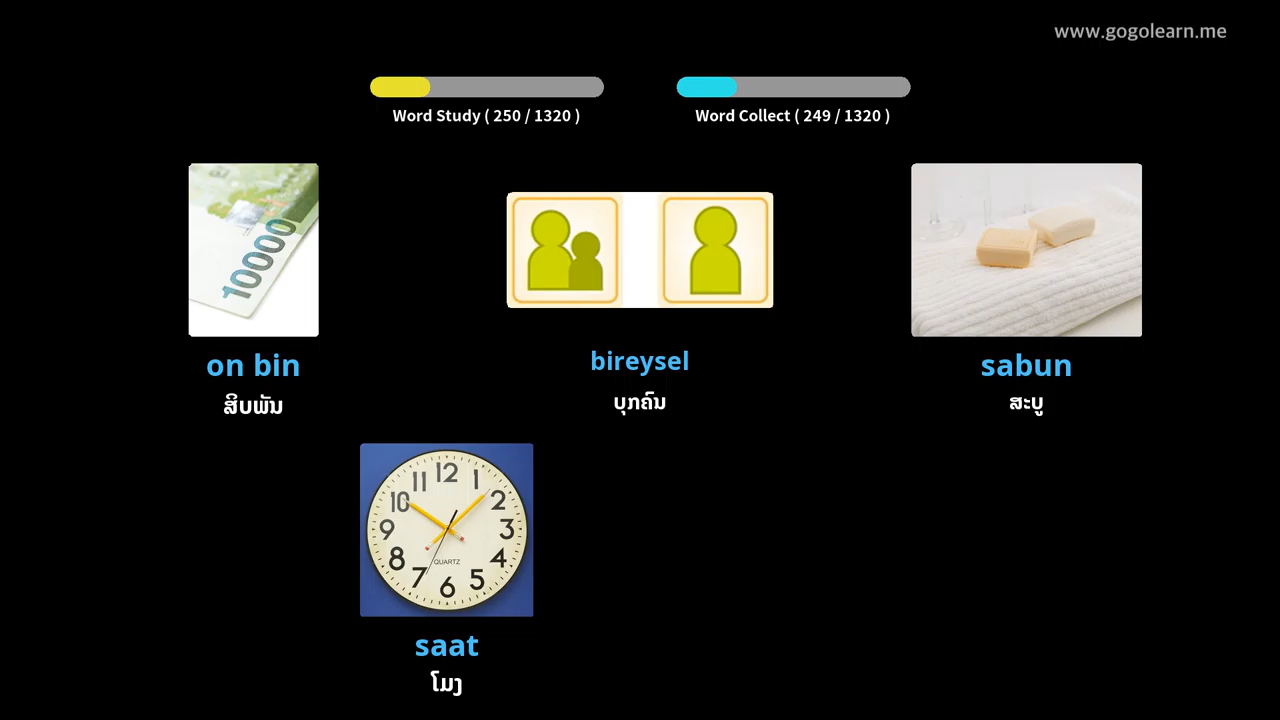 www.gogolearn.me
Word Study ( 250 / 1320 )
Word Collect ( 249 / 1320 )
10000
on bin
ສິບພັນ
bireysel
ບຸກຄົນ
sabun
ສະບູ
12
11
1
10
2
9
3
8
4
7
5
6
QUARTZ
saat
ໂມງ